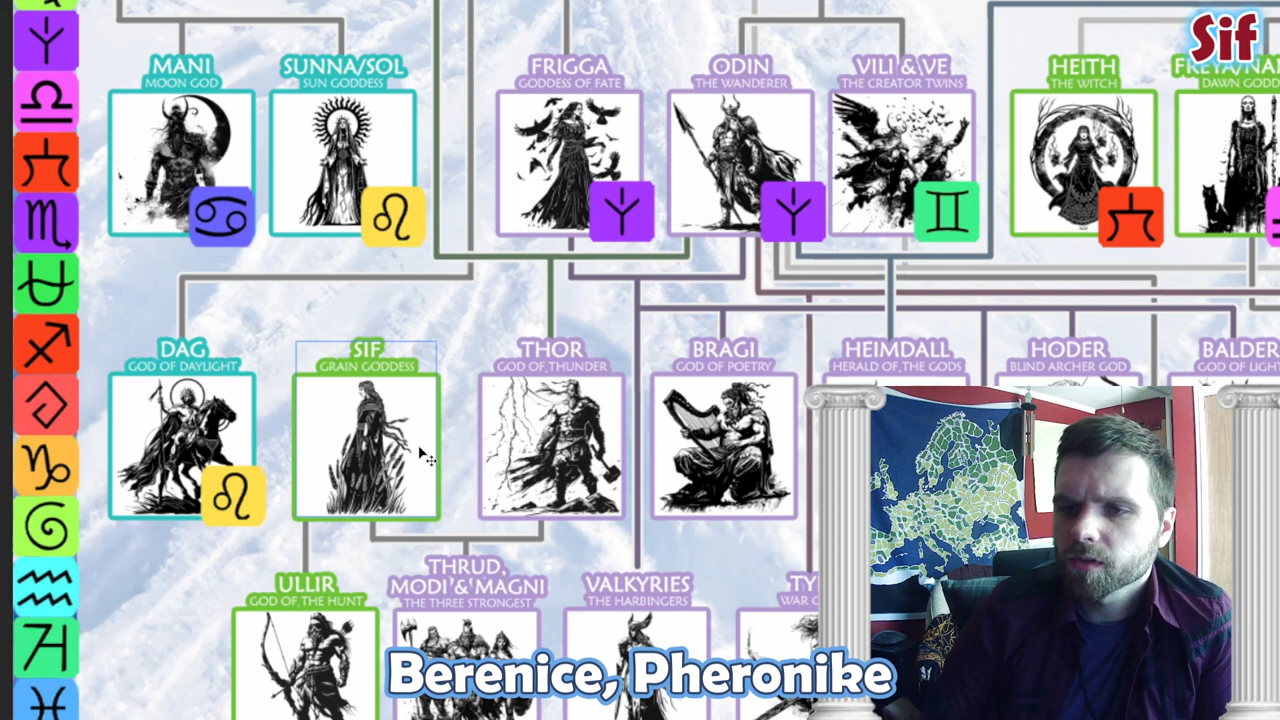 Sif
MANI
MOON GOD
SUNNA/SOL
SUN GODDESS
FRIGGA
GODDESS OF FATE
ODIN
THE WANDERER
VILI & VE
THE CREATOR TWINS
HEITH
THE WITCH
DAG
GOD OF DAYLIGHT
SIF
GRAIN GODDESS
THOR
GOD OF THUNDER
BRAGI
GOD OF POETRY
HEIMDALL
HERALD OF THE GODS
HODER
BLIND ARCHER GOD
BALDER
GOD OF LIGHT
ULLIR
GOD OF THE HUNT
THRUD,
MODI & MAGNI
THE THREE STRONGEST
VALKYRIES
THE HARBINGERS
WAR
Berenice, Pheronike